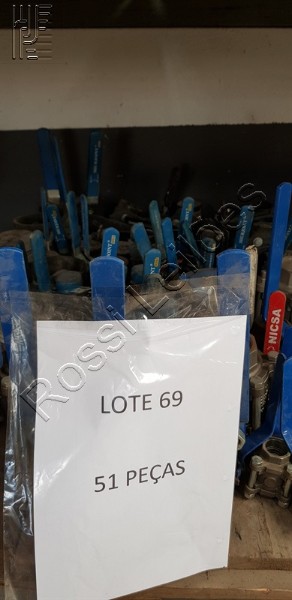 Rossi Leilões
NICSA
LOTE 69
51 PEÇAS